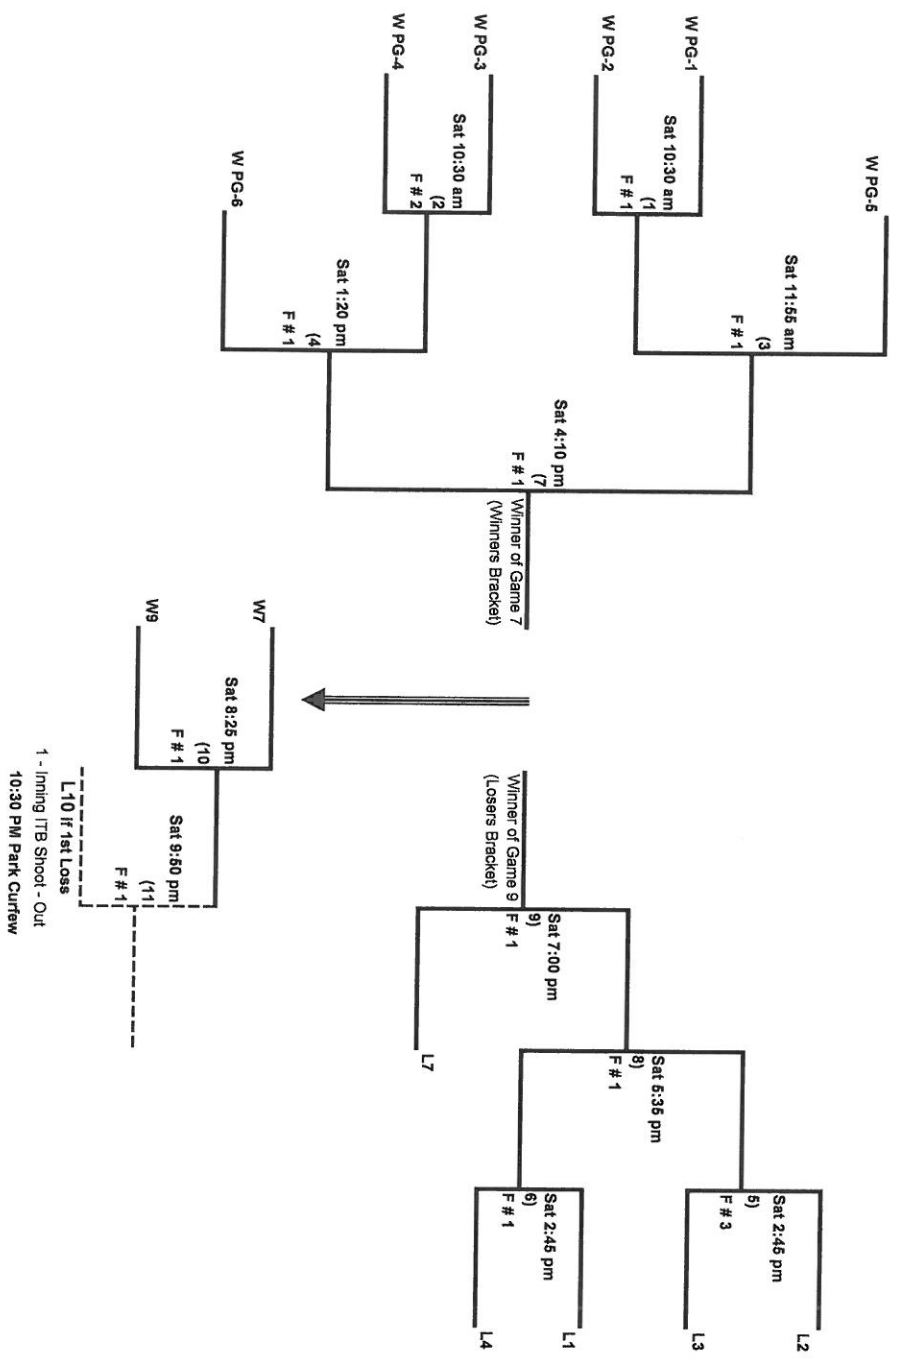 W PG-5
Sat 11:55 am
(3
F # 1
W PG-1
Sat 10:30 am
(1
F # 1
W PG-2
Sat 4:10 pm
(7
F # 1
Winner of Game 7
(Winners Bracket)
W PG-3
Sat 10:30 am
(2
F # 2
W PG-4
Sat 1:20 pm
(4
F # 1
W PG-6
L2
Sat 2:45 pm
5)
F # 3
L3
Sat 5:35 pm
8)
F # 1
L1
Sat 2:45 pm
6)
F # 1
L4
Sat 7:00 pm
9)
F # 1
Winner of Game 9
(Losers Bracket)
L7
W7
Sat 8:25 pm
(10
F # 1
W9
Sat 9:50 pm
(11
F # 1
L10 if 1st Loss
1 - Inning ITB Shoot - Out
10:30 PM Park Curfew